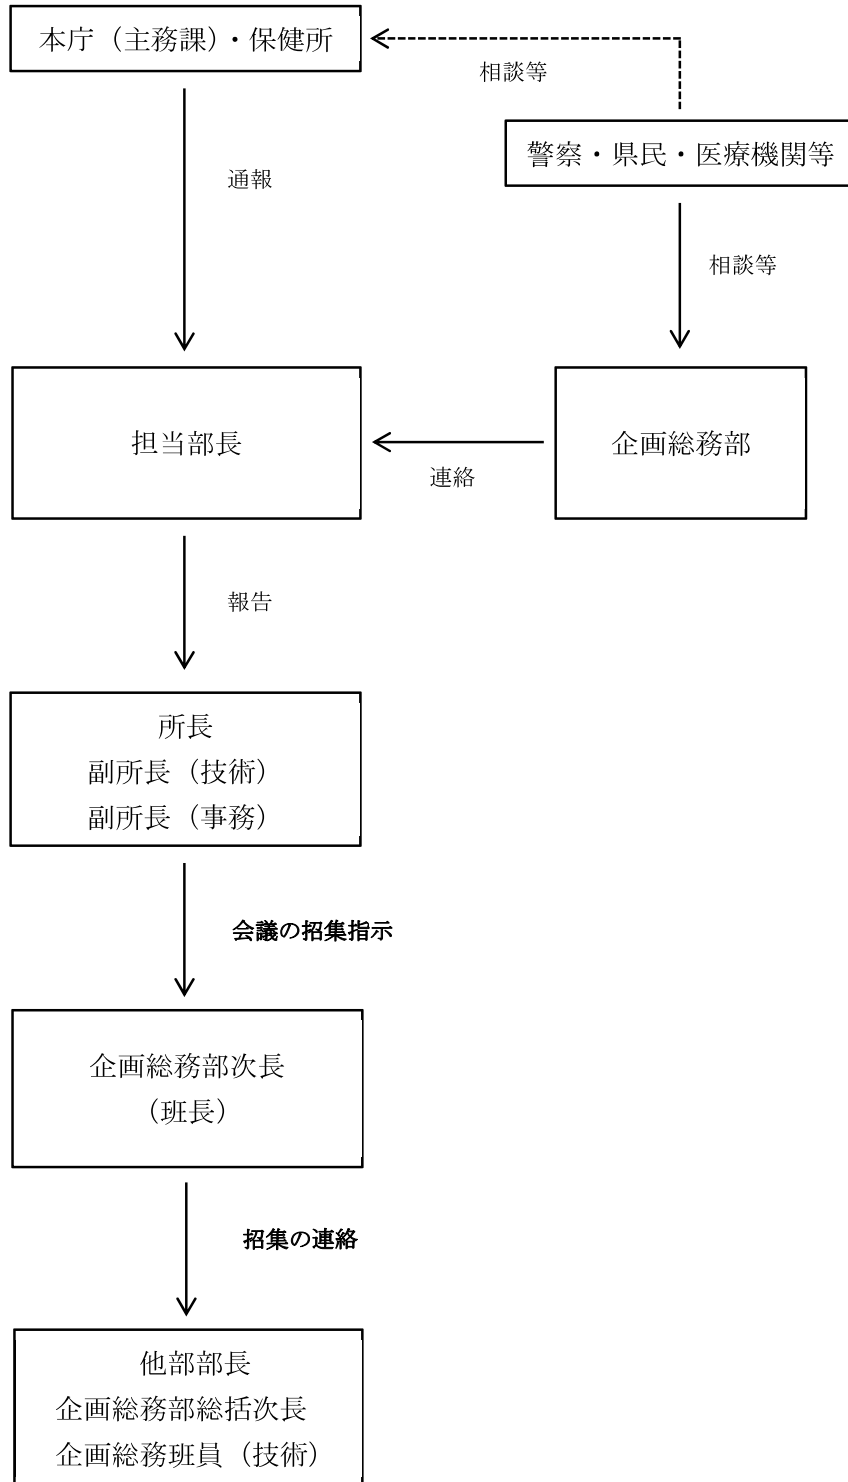 本庁（主務課）・保健所
相談等
警察・県民・医療機関等
通報
相談等
担当部長
企画総務部
連絡
報告
所長
副所長（技術）
副所長（事務）
会議の招集指示
企画総務部次長
（班長）
招集の連絡
他部部長
企画総務部総括次長
企画総務班員（技術）